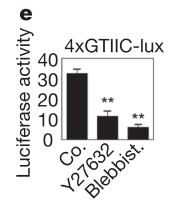 e
4xGTIIC-lux
Luciferase activity
40
30
20
10
0
**
**
Co.
Y27632
Blebbist.